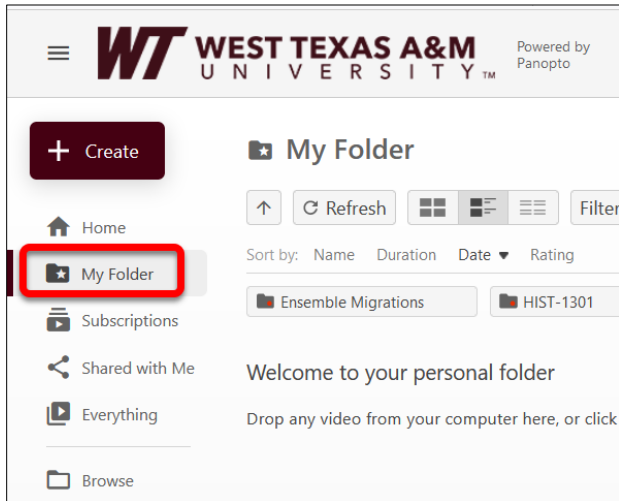 WT WEST TEXAS A&M
UNIVERSITY™
Powered by
Panopto
+ Create
Home
My Folder
Subscriptions
Shared with Me
Everything
Browse
My Folder
Refresh
Filter
Sort by: Name Duration Date ▼ Rating
Ensemble Migrations
HIST-1301
Welcome to your personal folder
Drop any video from your computer here, or click